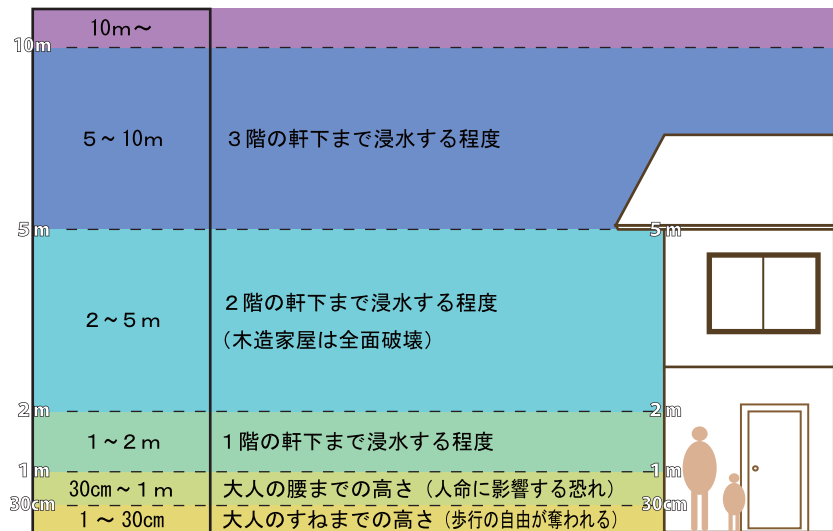 10m～
10m
5～10m
3階の軒下まで浸水する程度
5m
5m
2～5m
2階の軒下まで浸水する程度
（木造家屋は全面破壊）
2m
2m
1～2m
1階の軒下まで浸水する程度
1m
1m
30cm～1m
大人の腰までの高さ（人命に影響する恐れ）
30cm
30cm
1～30cm
大人のすねまでの高さ（歩行の自由が奪われる）